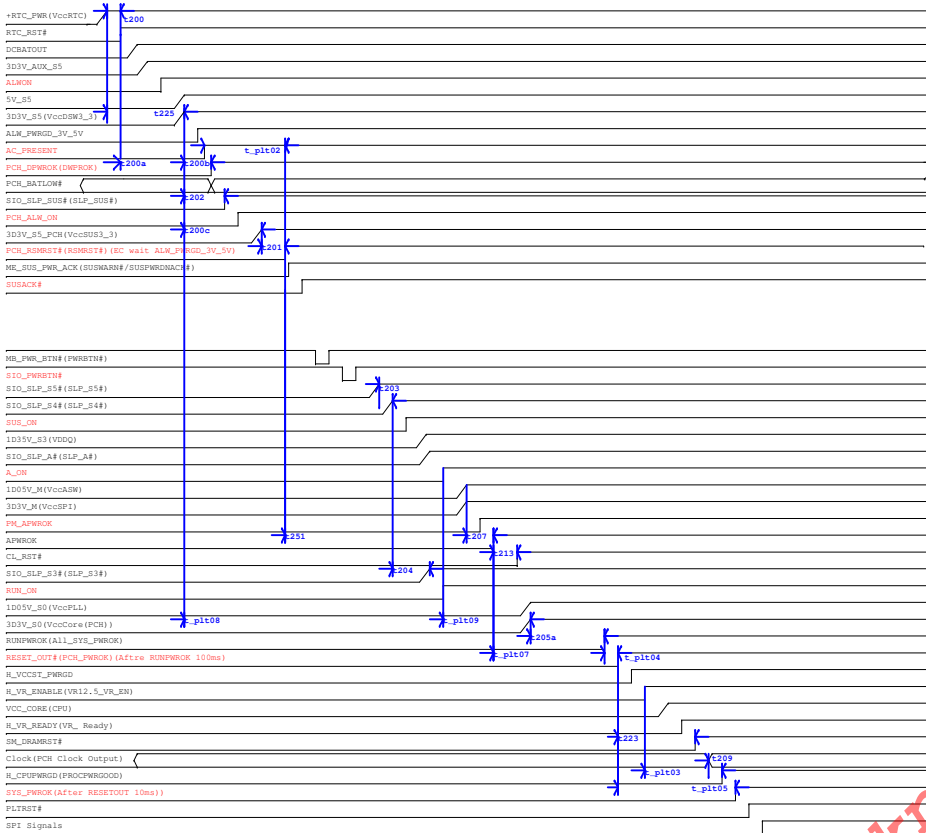 +RTC_PWR(VccRTC)
t200
RTC_RST#
DCBATOUT
3D3V_AUX_S5
ALWON
5V_S5
3D3V_S5(VccDSW3_3)
t225
ALW_PWRGD_3V_5V
AC_PRESENT
t_plt02
PCH_DPWROK(DWPROK)
t200a
t200b
PCH_BATLOW#
SIO_SLP_SUS#(SLP_SUS#)
t202
PCH_ALW_ON
3D3V_S5_PCH(VccSUS3_3)
t200c
PCH_RSMRST#(RSMRST#)(EC wait ALW_PWRGD_3V_5V)
t201
ME_SUS_PWR_ACK(SUSWARN#/SUSPWRDNACK#)
SUSACK#
MB_PWR_BTN#(PWRBTN#)
SIO_PWRBTN#
SIO_SLP_S5#(SLP_S5#)
t203
SIO_SLP_S4#(SLP_S4#)
SUS_ON
1D35V_S3(VDDQ)
SIO_SLP_A#(SLP_A#)
A_ON
1D05V_M(VccASW)
3D3V_M(VccSPI)
PM_APWROK
APWROK
t251
t207
CL_RST#
t213
SIO_SLP_S3#(SLP_S3#)
t204
RUN_ON
1D05V_S0(VccPLL)
3D3V_S0(VccCore(PCH))
t_plt08
t_plt09
RUNPWROK(All_SYS_PWROK)
t205a
RESET_OUT#(PCH_PWROK)(Aftre RUNPWROK 100ms)
t_plt07
t_plt04
H_VCCST_PWRGD
H_VR_ENABLE(VR12.5_VR_EN)
VCC_CORE(CPU)
H_VR_READY(VR_ Ready)
SM_DRAMRST#
t223
Clock(PCH Clock Output)
t209
H_CPUPWRGD(PROCPWRGOOD)
t_plt03
SYS_PWROK(After RESETOUT 10ms))
t_plt05
PLTRST#
SPI Signals